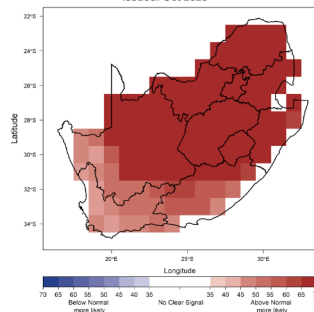 22°S
24°S
26°S
28°S
30°S
32°S
34°S
Latitude
20°E
25°E
30°E
Longitude
70 65 60 55 50 45 40 35 35 40 45 50 55 60 65
Below Normal No Clear Signal Above Normal
more likely more likely